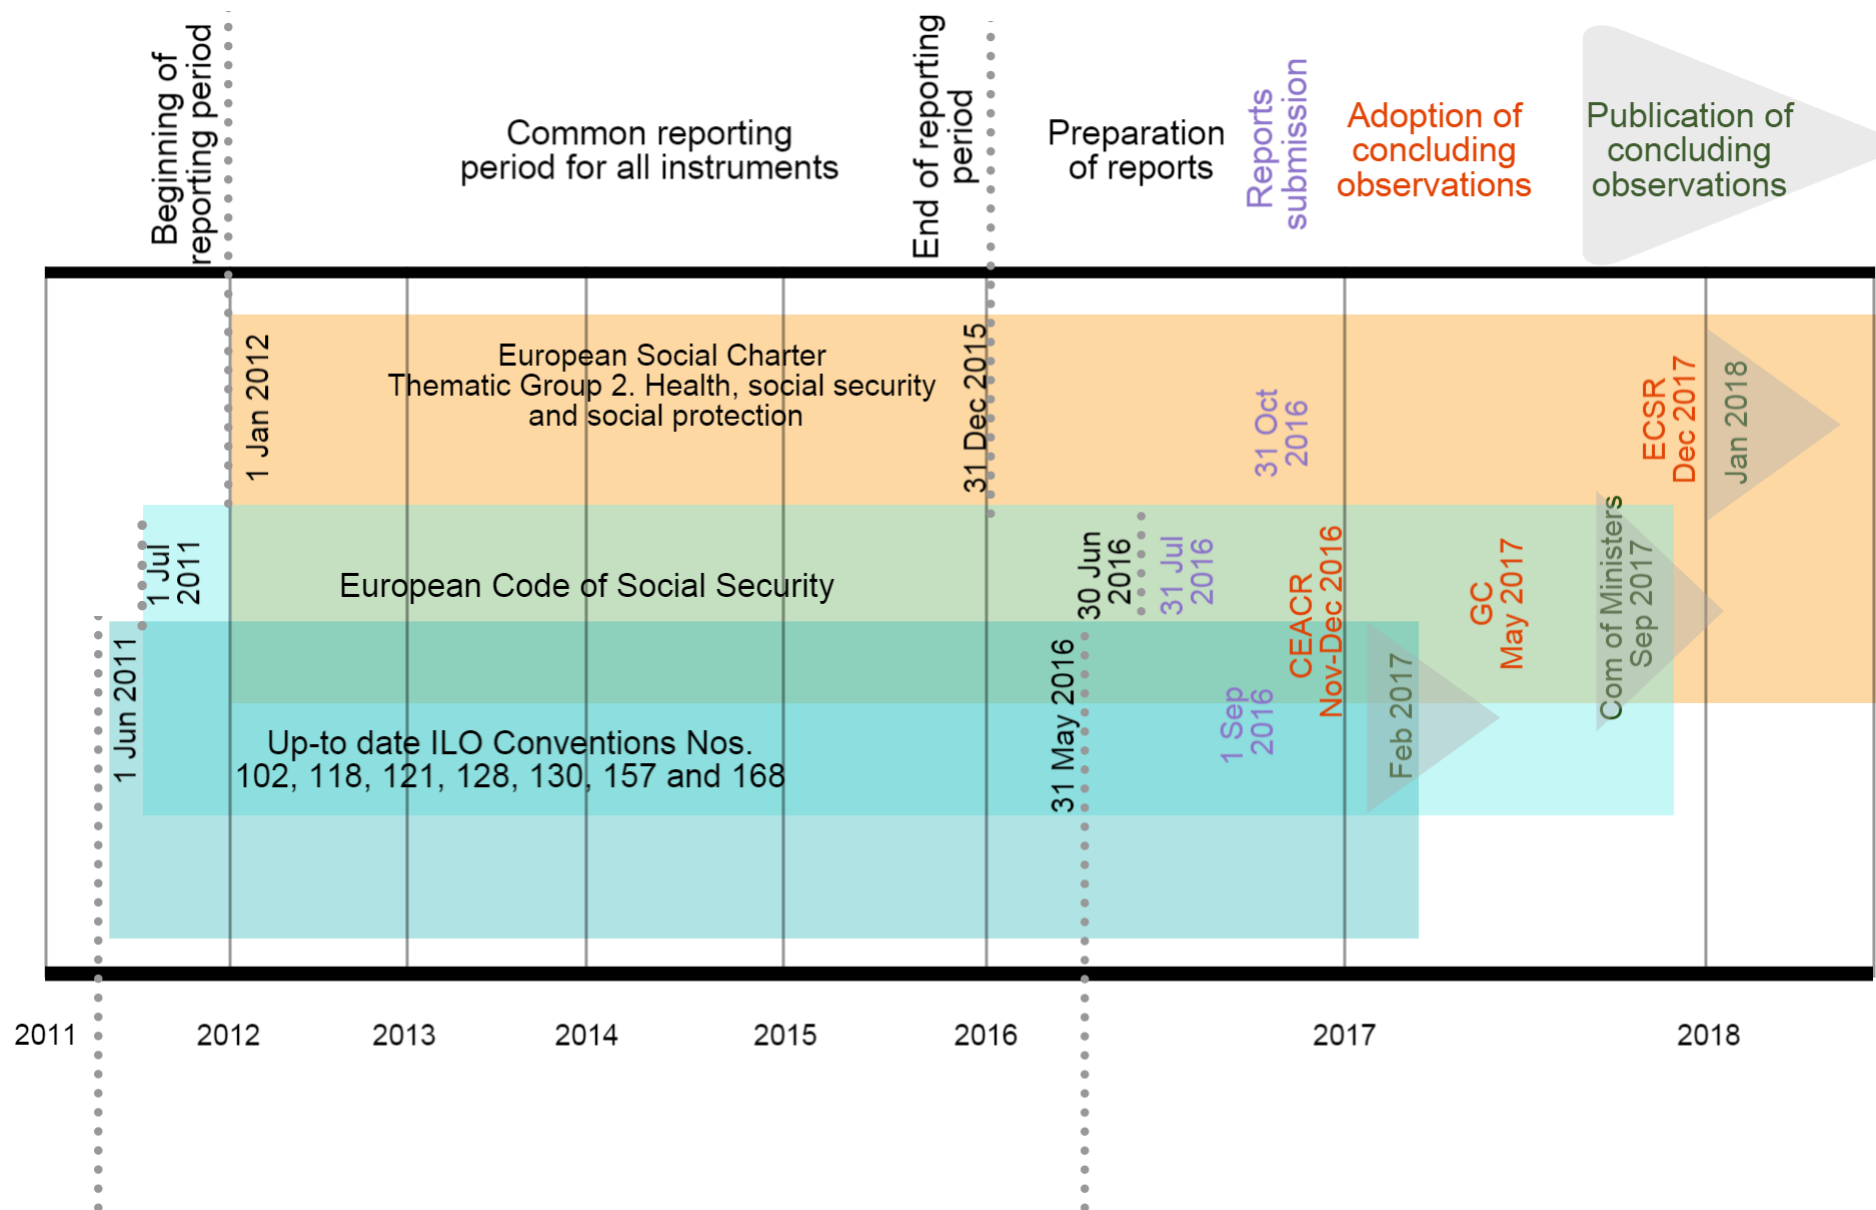 Beginning of
reporting period
Common reporting
period for all instruments
End of reporting
period
Preparation
of reports
Reports
submission
Adoption of
concluding
observations
Publication of
concluding
observations
1 Jan 2012
European Social Charter
Thematic Group 2. Health, social security
and social protection
31 Dec 2015
31 Oct
2016
ECSR
Dec 2017
Jan 2018
1 Jul
2011
European Code of Social Security
30 Jun
2016
31 Jul
2016
CEACR
Nov-Dec 2016
GC
May 2017
Com of Ministers
Sep 2017
1 Jun 2011
Up-to date ILO Conventions Nos.
102, 118, 121, 128, 130, 157 and 168
31 May 2016
1 Sep
2016
Feb 2017
2011
2012
2013
2014
2015
2016
2017
2018